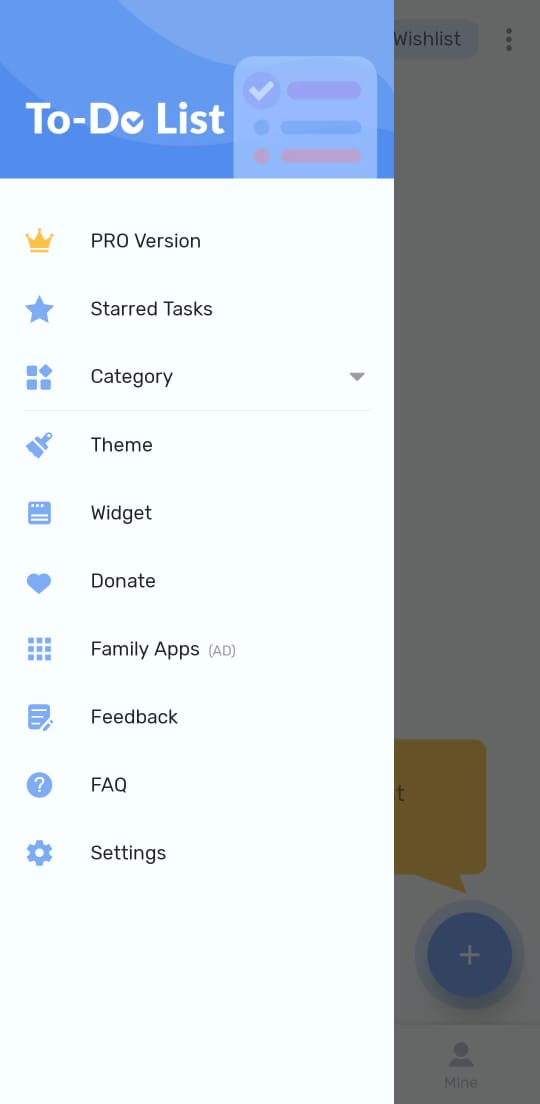 To-Do List
Wishlist
PRO Version
Starred Tasks
Category
Theme
Widget
Donate
Family Apps (AD)
Feedback
FAQ
Settings
Mine